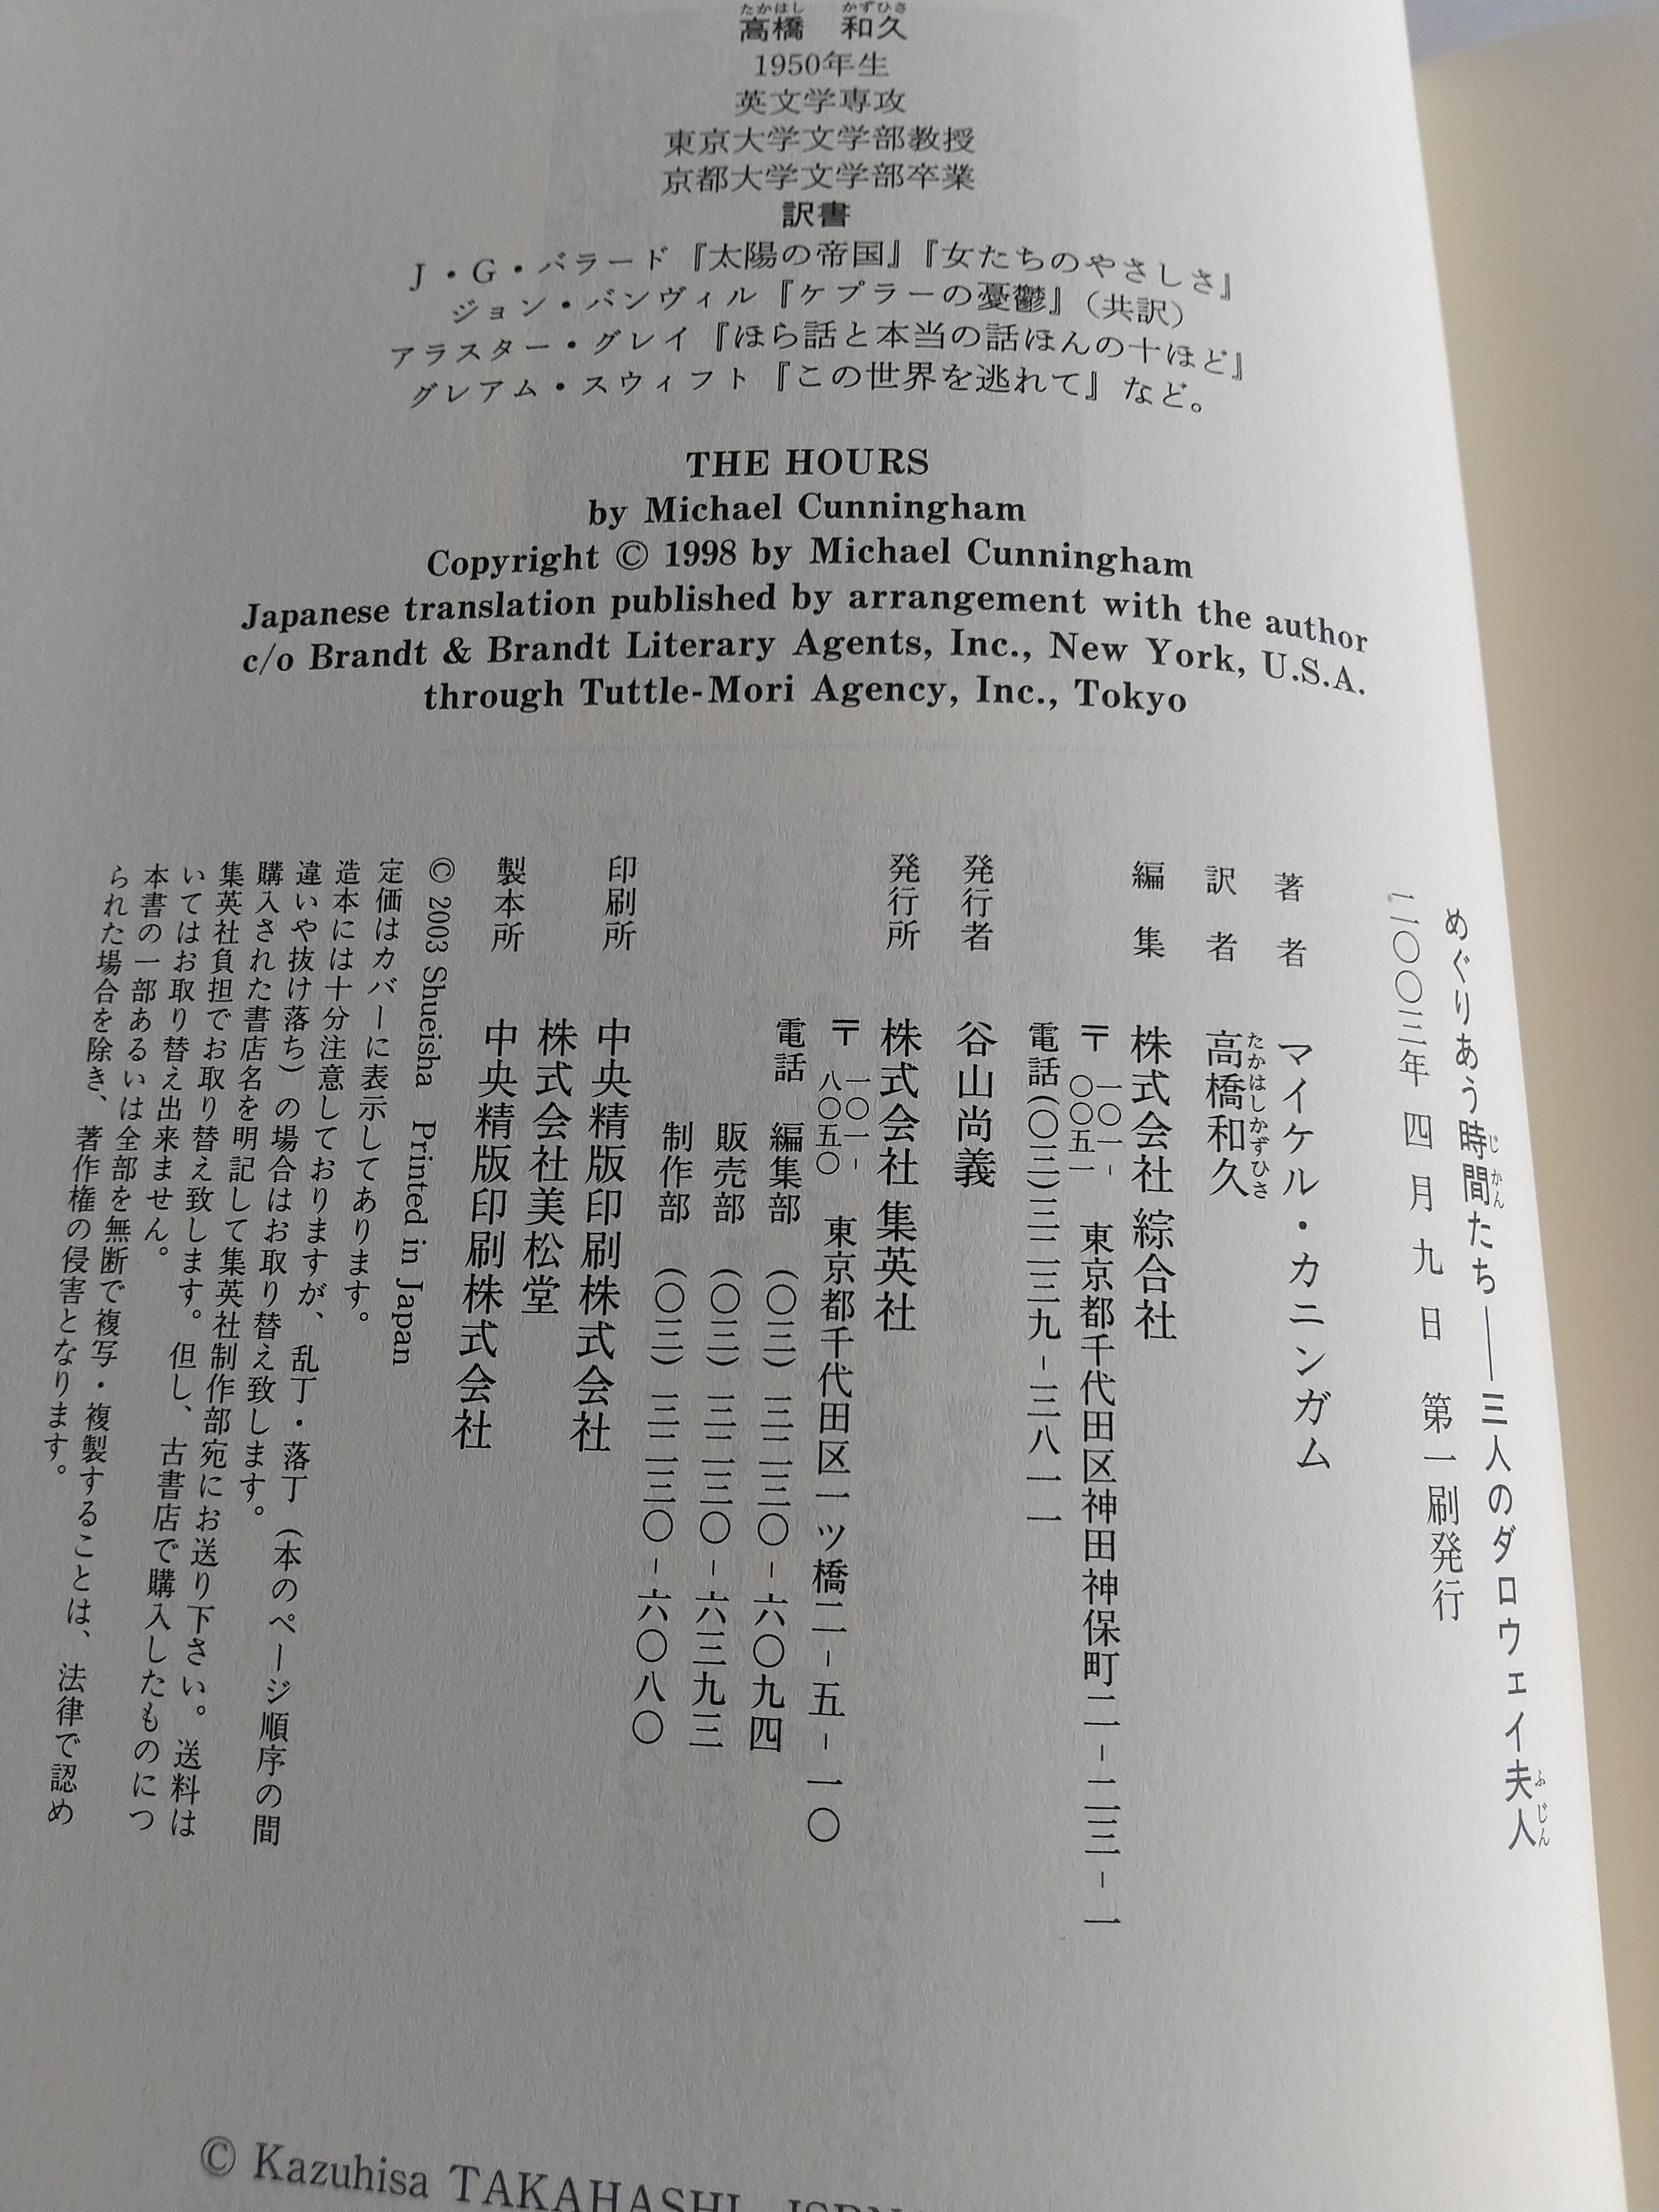 たかはし かずひさ
高橋 和久
1950年生
英文学専攻
東京大学文学部教授
京都大学文学部卒業
訳書
J・G・バラード『太陽の帝国』『女たちのやさしさ』
ジョン・バンヴィル『ケプラーの憂鬱』(共訳)
アラスター・グレイ『ほら話と本当の話ほんの十ほど』
グレアム・スウィフト『この世界を逃れて』など。
THE HOURS
by Michael Cunningham
Copyright © 1998 by Michael Cunningham
Japanese translation published by arrangement with the author
c/o Brandt & Brandt Literary Agents, Inc., New York, U.S.A.
through Tuttle-Mori Agency, Inc., Tokyo
めぐりあう時間たち──三人のダロウェイ夫人
じかん ふじん
二〇〇三年四月九日 第一刷発行
著者 マイケル・カニンガム
訳者 高橋和久
たかはしかずひさ
編集 株式会社 綜合社
〒一〇一-〇〇五一 東京都千代田区神田神保町二-二三-一
電話(〇三)三二三九-三八一一
発行者 谷山尚義
発行所 株式会社 集英社
〒一〇一-八〇五〇 東京都千代田区一ツ橋二-五-一〇
電話 編集部 (〇三)三二三〇-六〇九四
販売部 (〇三)三二三〇-六三九三
制作部 (〇三)三二三〇-六〇八〇
印刷所 中央精版印刷株式会社
株式会社美松堂
製本所 中央精版印刷株式会社
© 2003 Shueisha Printed in Japan
定価はカバーに表示してあります。
造本には十分注意しておりますが、乱丁・落丁(本のページ順序の間
違いや抜け落ち)の場合はお取り替え致します。
購入された書店名を明記して集英社制作部宛にお送り下さい。送料は
集英社負担でお取り替え致します。但し、古書店で購入したものにつ
いてはお取り替え出来ません。
本書の一部あるいは全部を無断で複写・複製することは、法律で認め
られた場合を除き、著作権の侵害となります。
© Kazuhisa TAKAHASHI